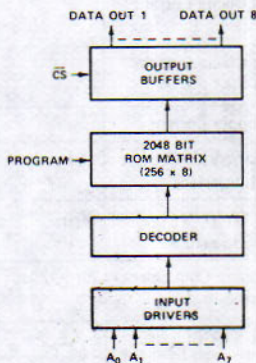 DATA OUT 1 DATA OUT 8
OUTPUT
BUFFERS
C̅S̅
2048 BIT
ROM MATRIX
(256 x 8)
PROGRAM
DECODER
INPUT
DRIVERS
A₀ A₁ A₇